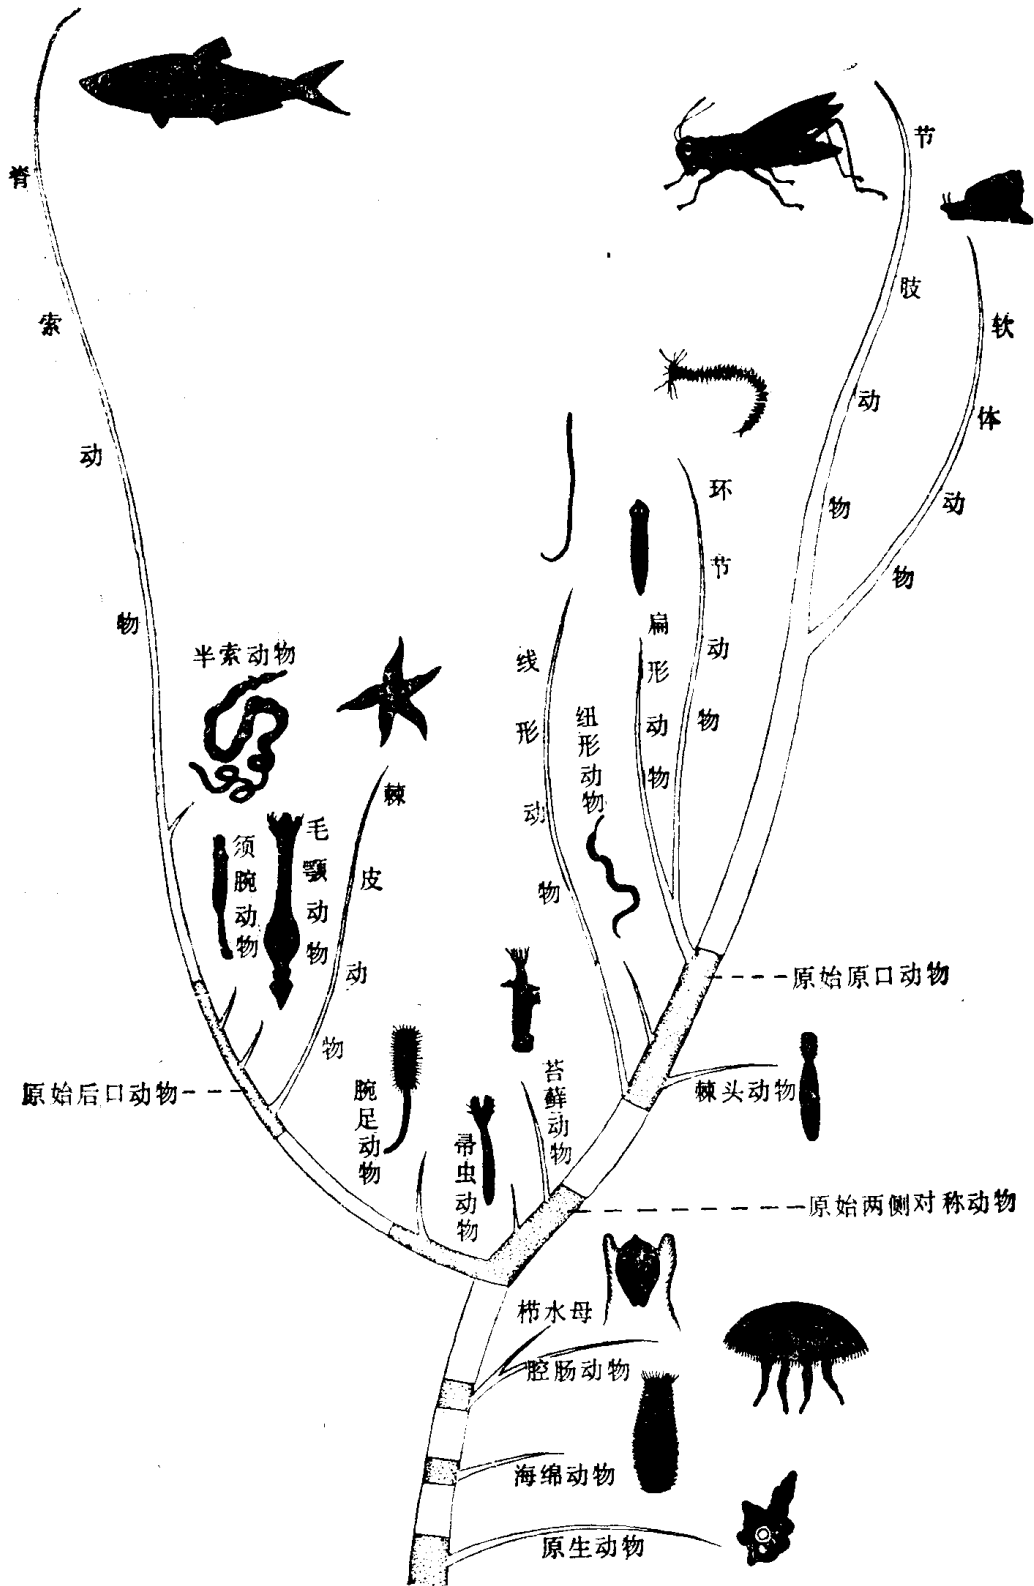 脊索动物
节肢动物
软体动物
环节动物
扁形动物
线形动物
纽形动物
半索动物
棘皮动物
须腕动物
毛颚动物
原始原口动物
原始后口动物
棘头动物
腕足动物
帚虫动物
苔藓动物
原始两侧对称动物
栉水母
腔肠动物
海绵动物
原生动物